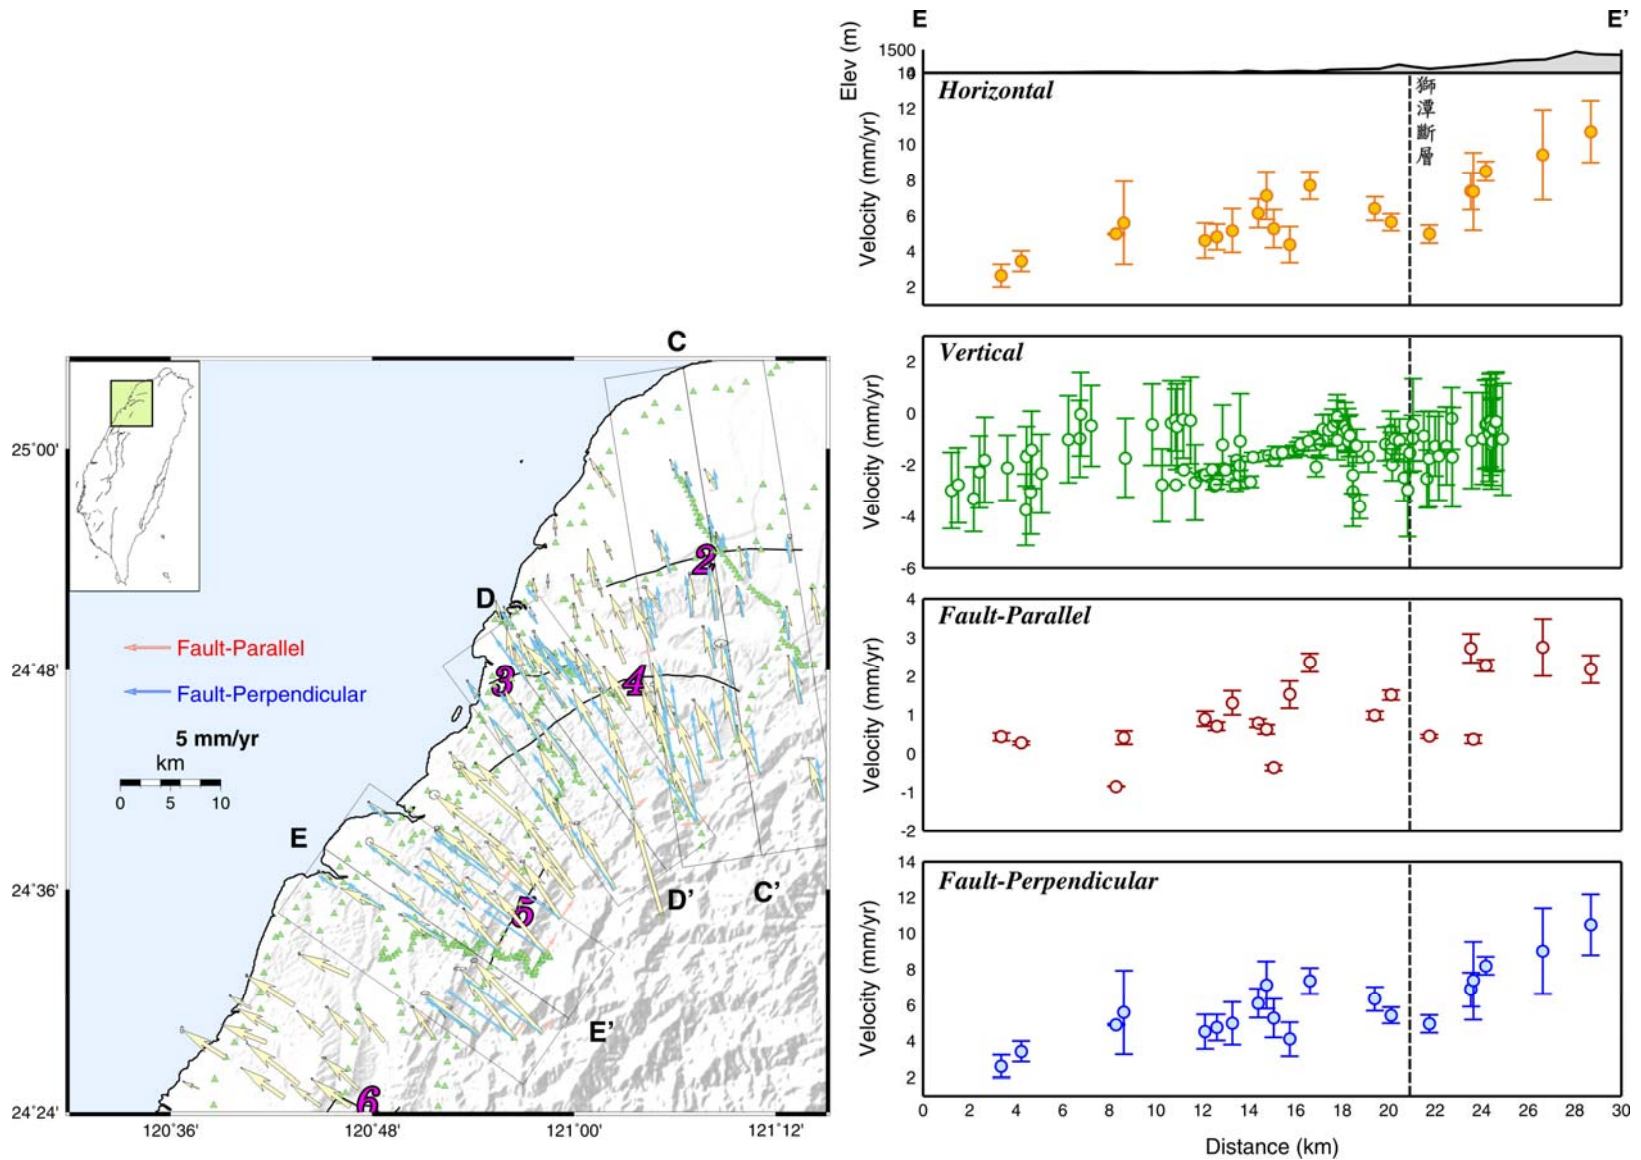 C
25°00'
24°48'
24°36'
24°24'
120°36'
120°48'
121°00'
121°12'
Fault-Parallel
Fault-Perpendicular
5 mm/yr
km
0 5 10
D
E
2
3
4
5
6
D'
C'
E'
E
E'
Elev (m)
1500
0
Horizontal
獅潭斷層
Velocity (mm/yr)
14
12
10
8
6
4
2
Vertical
Velocity (mm/yr)
2
0
-2
-4
-6
Fault-Parallel
Velocity (mm/yr)
4
3
2
1
0
-1
-2
Fault-Perpendicular
Velocity (mm/yr)
14
12
10
8
6
4
2
0 2 4 6 8 10 12 14 16 18 20 22 24 26 28 30
Distance (km)